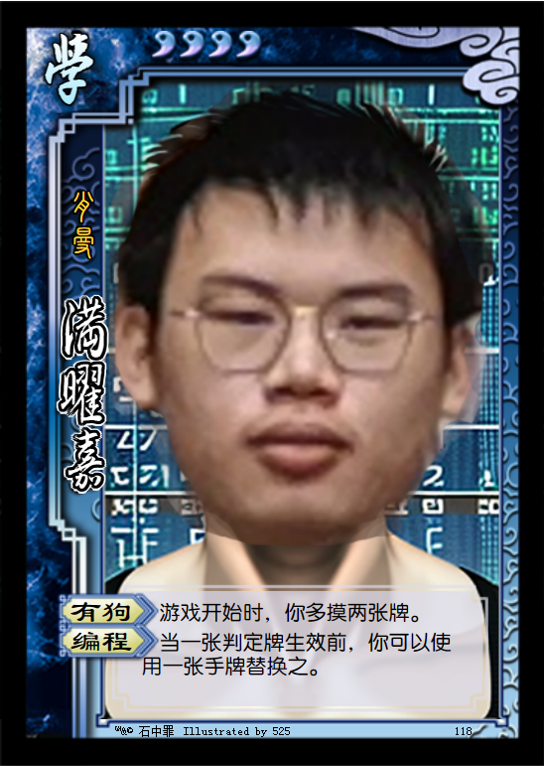 學
肖曼
満曜嘉
有狗 游戏开始时，你多摸两张牌。
编程 当一张判定牌生效前，你可以使
用一张手牌替换之。
石中罪 Illustrated by 525
118